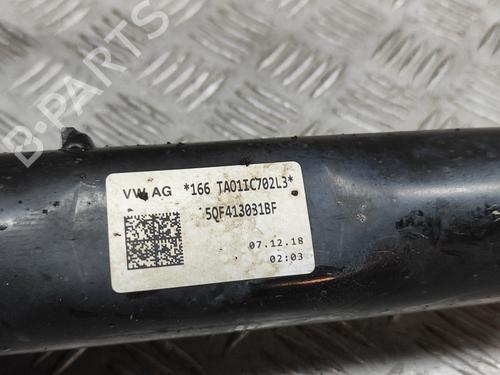 B-Parts
VW AG *166 TA01IC702L3*
5QF413031BF
07.12.18
02:03